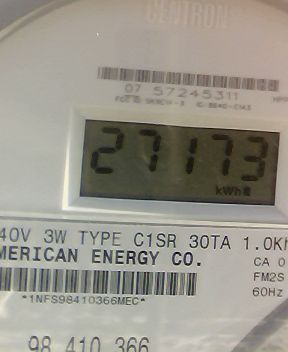 CENTRON
07 57245311
27173
kWh
40V 3W TYPE C1SR 30TA 1.0Kh
MERICAN ENERGY CO.
CA 0
FM2S
60Hz
*1NFS98410366MEC*
98 410 366